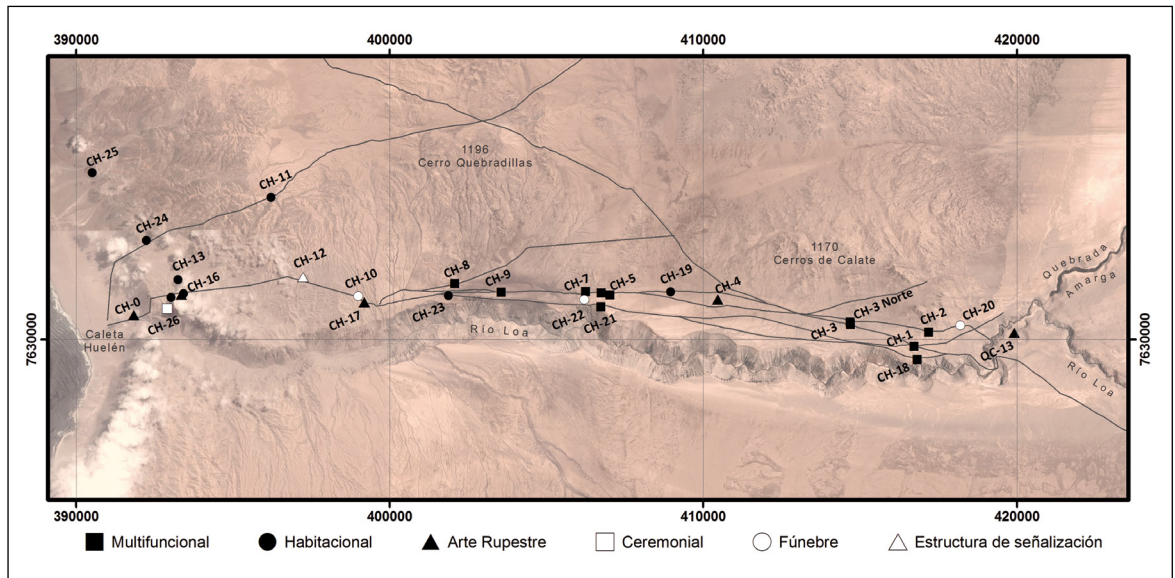 390000 400000 410000 420000
CH-25
1196
Cerro Quebradillas
CH-11
CH-24
1170
Cerros de Calate
Quebrada
Amarga
CH-13
CH-12
CH-16
CH-10
CH-8
CH-9
CH-7
CH-5
CH-19
CH-4
CH-0
CH-26
CH-17
CH-23
CH-22
CH-21
CH-3 Norte
CH-3
CH-2
CH-20
CH-1
CH-18
QC-13
Caleta
Huelén
Río Loa
Río Loa
7630000 7630000
390000 400000 410000 420000
Multifuncional Habitacional Arte Rupestre Ceremonial Fúnebre Estructura de señalización